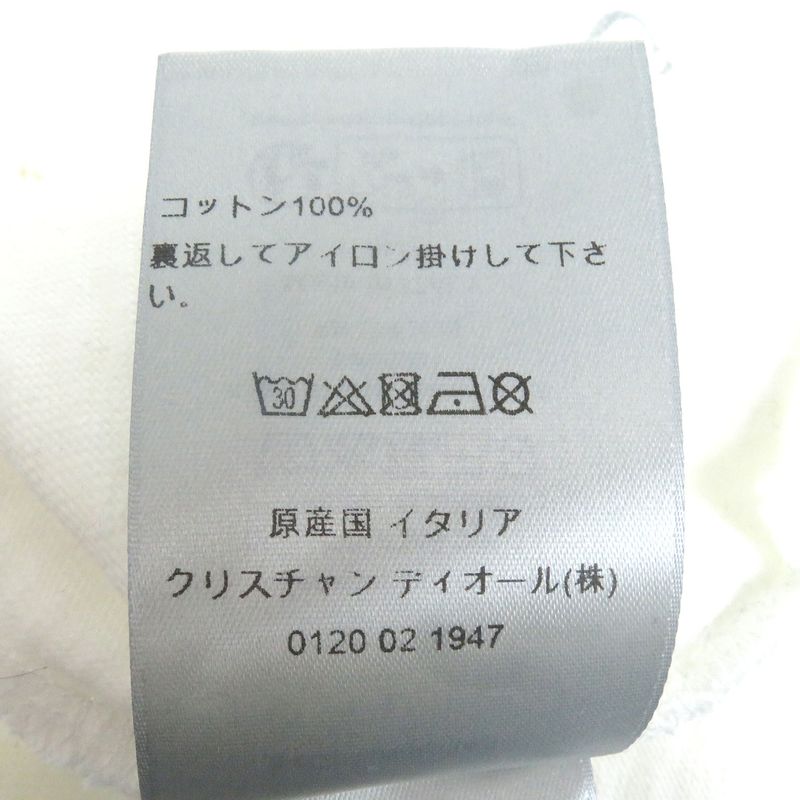 コットン100%
裏返してアイロン掛けして下さ
い。
30
原産国 イタリア
クリスチャン ディオール(株)
0120 02 1947